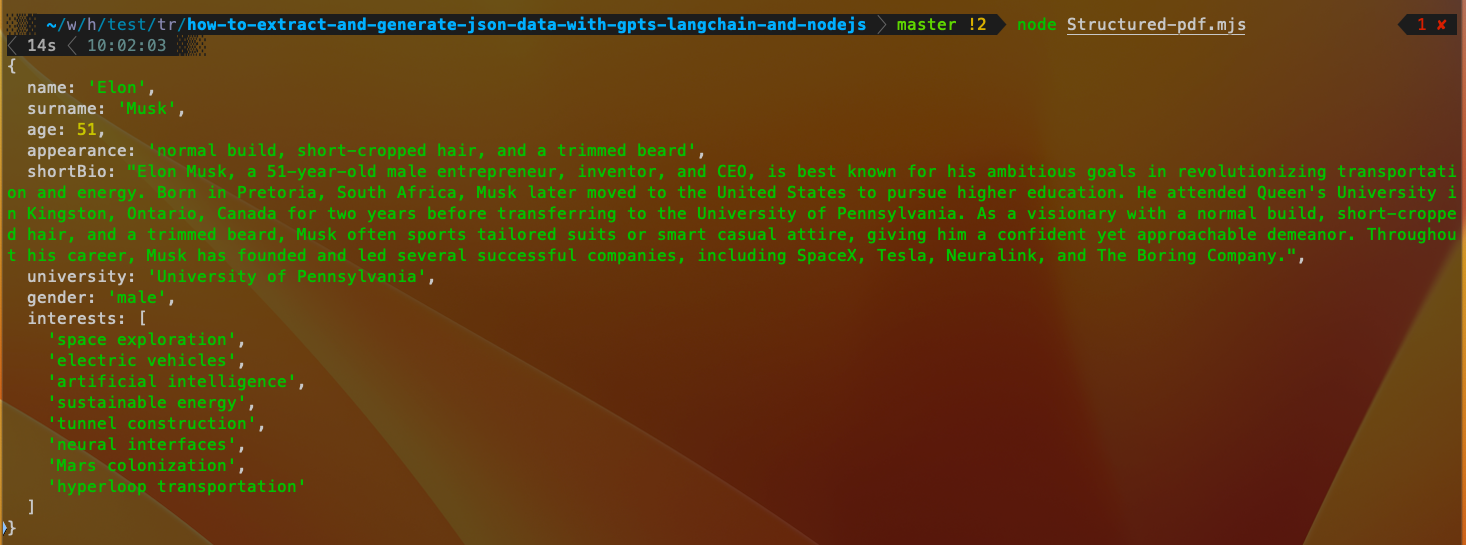 ~/w/h/test/tr/how-to-extract-and-generate-json-data-with-gpts-langchain-and-nodejs > master !2 > node Structured-pdf.mjs < 1 ✘
< 14s < 10:02:03
{
  name: 'Elon',
  surname: 'Musk',
  age: 51,
  appearance: 'normal build, short-cropped hair, and a trimmed beard',
  shortBio: "Elon Musk, a 51-year-old male entrepreneur, inventor, and CEO, is best known for his ambitious goals in revolutionizing transportati
on and energy. Born in Pretoria, South Africa, Musk later moved to the United States to pursue higher education. He attended Queen's University i
n Kingston, Ontario, Canada for two years before transferring to the University of Pennsylvania. As a visionary with a normal build, short-croppe
d hair, and a trimmed beard, Musk often sports tailored suits or smart casual attire, giving him a confident yet approachable demeanor. Throughou
t his career, Musk has founded and led several successful companies, including SpaceX, Tesla, Neuralink, and The Boring Company.",
  university: 'University of Pennsylvania',
  gender: 'male',
  interests: [
    'space exploration',
    'electric vehicles',
    'artificial intelligence',
    'sustainable energy',
    'tunnel construction',
    'neural interfaces',
    'Mars colonization',
    'hyperloop transportation'
  ]
}